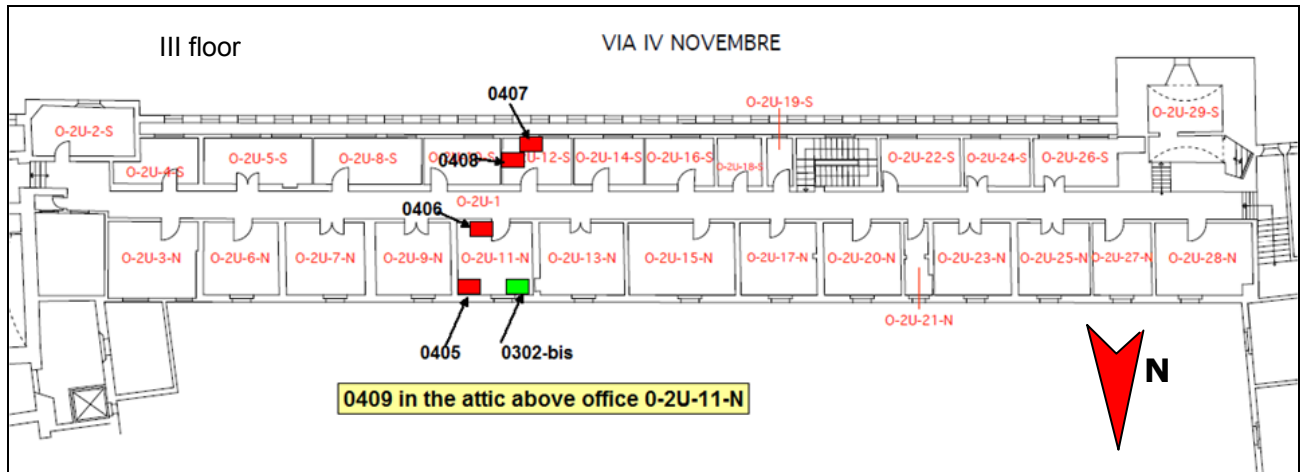 III floor
VIA IV NOVEMBRE
0407
O-2U-19-S
O-2U-29-S
O-2U-2-S
O-2U-4-S
O-2U-5-S
O-2U-8-S
0408
U-12-S
O-2U-14-S
O-2U-16-S
O-2U-18-S
O-2U-22-S
O-2U-24-S
O-2U-26-S
O-2U-1
0406
O-2U-3-N
O-2U-6-N
O-2U-7-N
O-2U-9-N
O-2U-11-N
O-2U-13-N
O-2U-15-N
O-2U-17-N
O-2U-20-N
O-2U-23-N
O-2U-25-N
O-2U-27-N
O-2U-28-N
O-2U-21-N
0405
0302-bis
N
0409 in the attic above office 0-2U-11-N